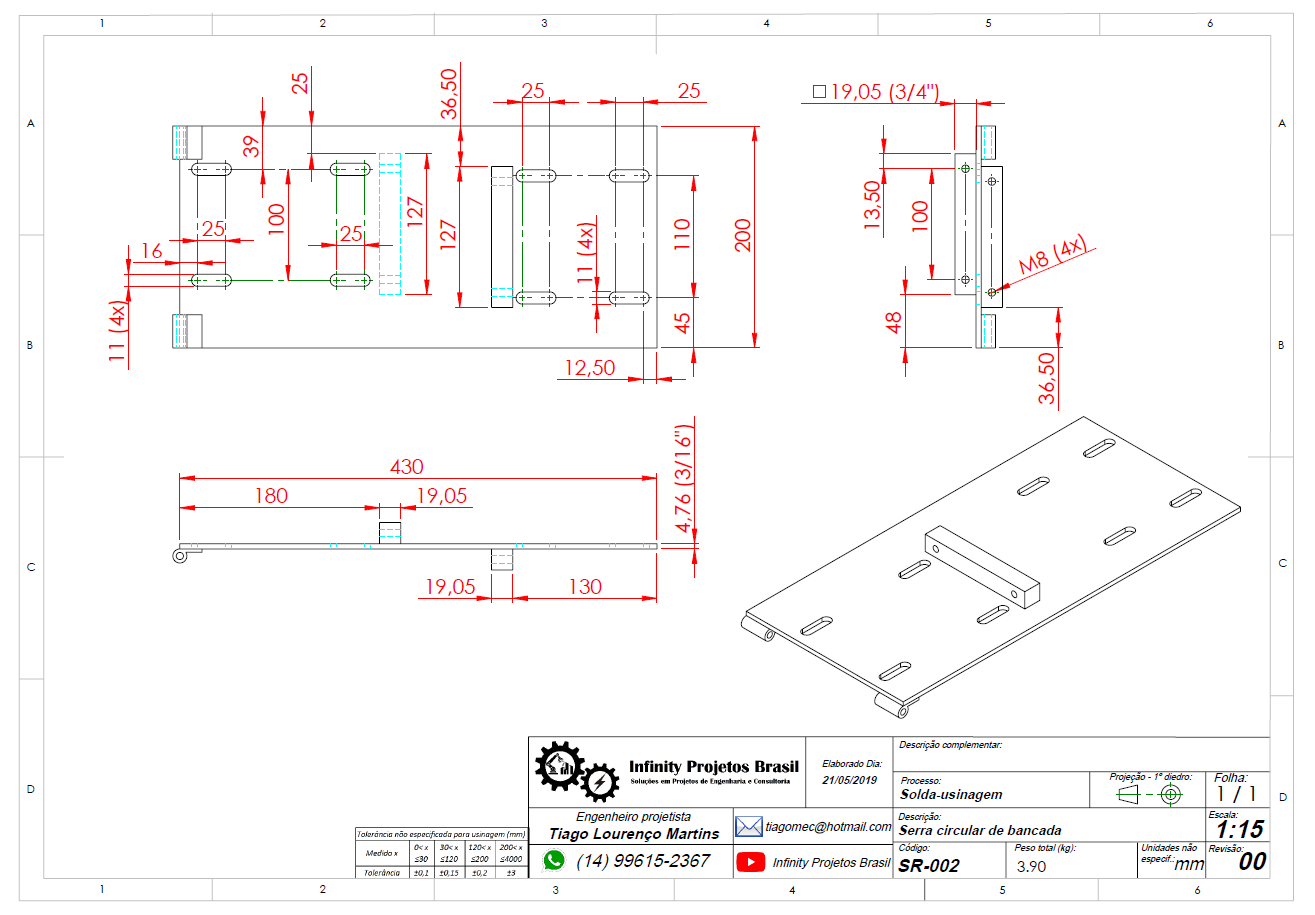 1 2 3 4 5 6
A
B
C
D
A
B
C
D
25
39
100
25
16
11 (4x)
25
127
36,50
127
25
25
11 (4x)
110
200
45
12,50
19,05 (3/4")
13,50
100
48
M8 (4x)
36,50
430
180
19,05
4,76 (3/16")
19,05
130
Infinity Projetos Brasil
Soluções em Projetos de Engenharia e Consultoria
Elaborado Dia:
21/05/2019
Descrição complementar:
Processo:
Solda-usinagem
Projeção - 1º diedro:
Folha:
1 / 1
Engenheiro projetista
Tiago Lourenço Martins
tiagomec@hotmail.com
Descrição:
Serra circular de bancada
Escala:
1:15
(14) 99615-2367
Infinity Projetos Brasil
Código:
SR-002
Peso total (kg):
3.90
Unidades não
especif.:mm
Revisão:
00
Tolerância não especificada para usinagem (mm)
Medida x 0< x ≤30 30< x ≤120 120< x ≤200 200< x ≤4000
Tolerância ±0,1 ±0,15 ±0,2 ±3
1 2 3 4 5 6